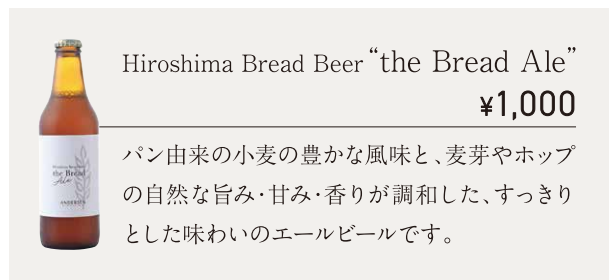 Hiroshima Bread Beer “the Bread Ale”
¥1,000
パン由来の小麦の豊かな風味と、麦芽やホップ
の自然な旨み・甘み・香りが調和した、すっきり
とした味わいのエールビールです。
the Bread
Ale